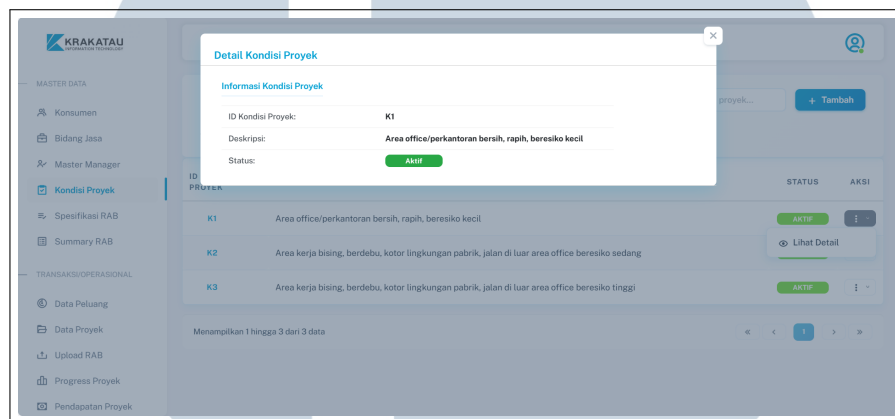 KRAKATAU
INFORMATION TECHNOLOGY
MASTER DATA
Konsumen
Bidang Jasa
Master Manager
Kondisi Proyek
Spesifikasi RAB
Summary RAB
TRANSAKSI/OPERASIONAL
Data Peluang
Data Proyek
Upload RAB
Progress Proyek
Pendapatan Proyek
Detail Kondisi Proyek
Informasi Kondisi Proyek
ID Kondisi Proyek: K1
Deskripsi: Area office/perkantoran bersih, rapih, beresiko kecil
Status: Aktif
proyek... + Tambah
ID PROYEK STATUS AKSI
K1 Area office/perkantoran bersih, rapih, beresiko kecil AKTIF
Lihat Detail
K2 Area kerja bising, berdebu, kotor lingkungan pabrik, jalan di luar area office beresiko sedang
K3 Area kerja bising, berdebu, kotor lingkungan pabrik, jalan di luar area office beresiko tinggi AKTIF
Menampilkan 1 hingga 3 dari 3 data « ‹ 1 › »